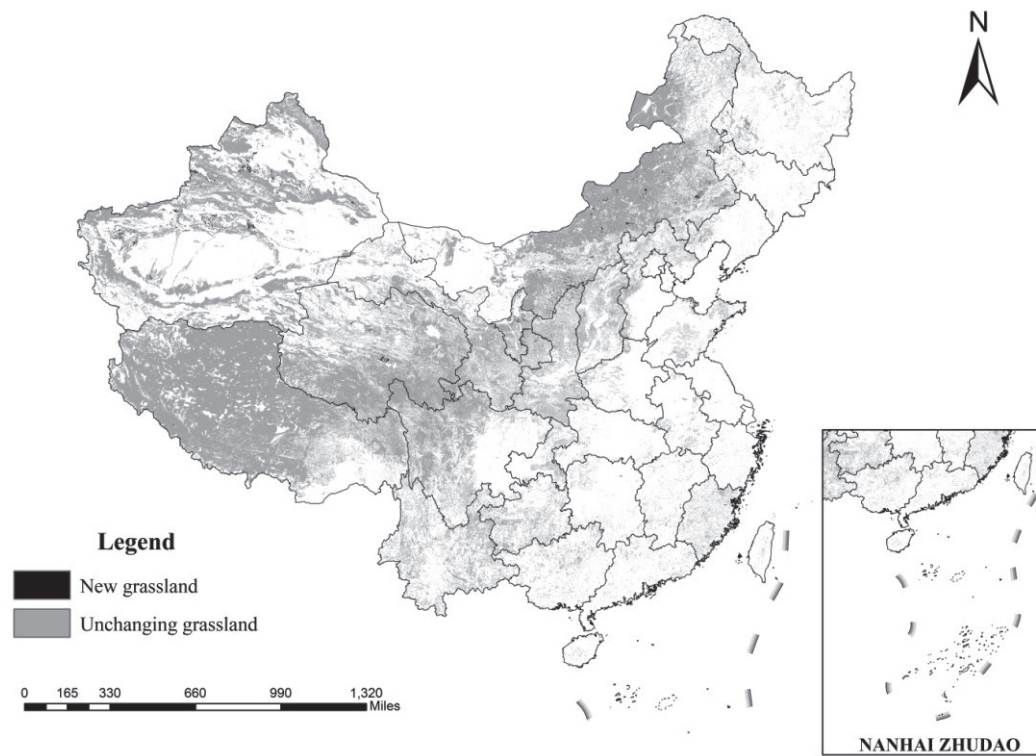 N
Legend
New grassland
Unchanging grassland
0 165 330 660 990 1,320
Miles
NANHAI ZHUDAO